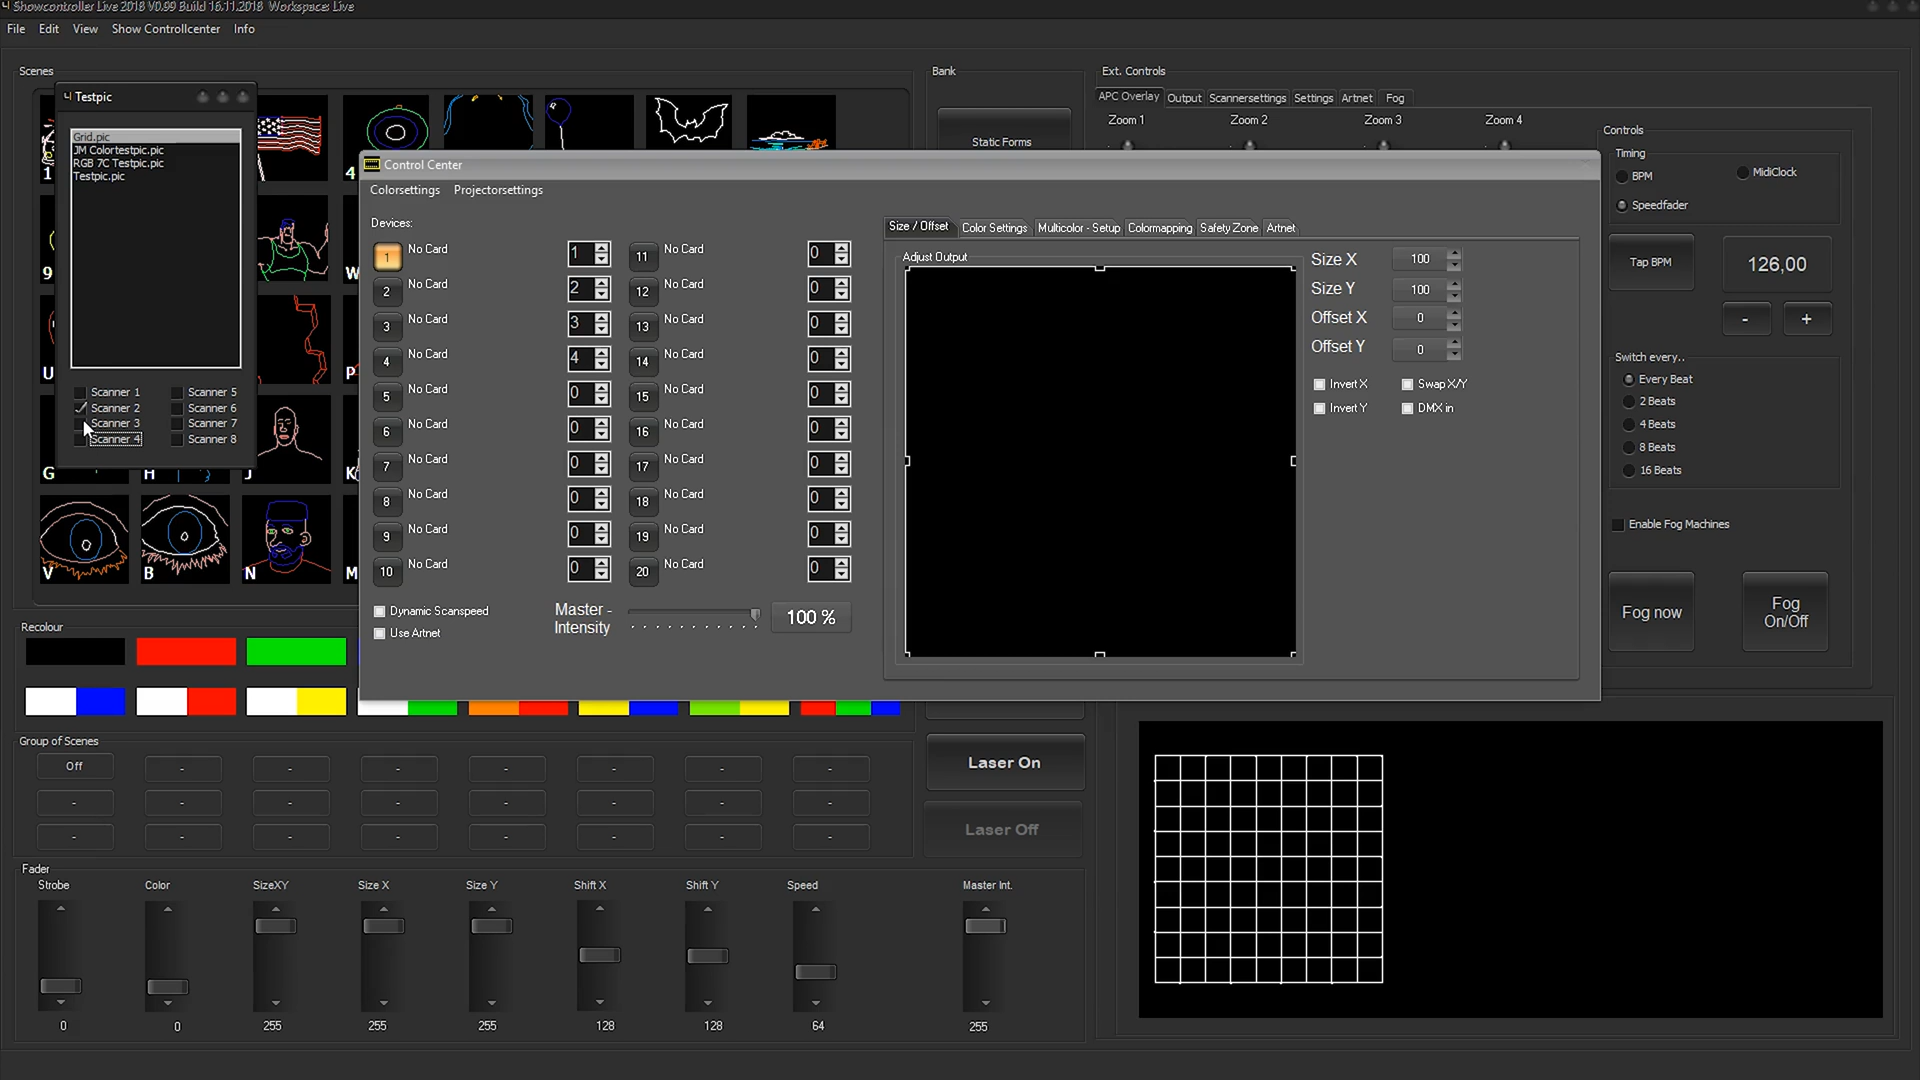 Showcontroller Live 2018 V0.99 Build 16.11.2018 Workspace: Live
File Edit View Show Controllcenter Info
Scenes
Bank
Ext. Controls
Testpic
Grid.pic
JM Colortestpic.pic
RGB 7C Testpic.pic
Testpic.pic
Scanner 1 Scanner 5
Scanner 2 Scanner 6
Scanner 3 Scanner 7
Scanner 4 Scanner 8
1
4
9
W
U
P
G
H
J
K
V
B
N
M
Static Forms
APC Overlay Output Scannersettings Settings Artnet Fog
Zoom 1 Zoom 2 Zoom 3 Zoom 4
Control Center
Colorsettings Projectorsettings
Devices:
1 No Card 1 11 No Card 0
2 No Card 2 12 No Card 0
3 No Card 3 13 No Card 0
4 No Card 4 14 No Card 0
5 No Card 0 15 No Card 0
6 No Card 0 16 No Card 0
7 No Card 0 17 No Card 0
8 No Card 0 18 No Card 0
9 No Card 0 19 No Card 0
10 No Card 0 20 No Card 0
Dynamic Scanspeed
Use Artnet
Master -
Intensity
100 %
Size / Offset Color Settings Multicolor - Setup Colormapping Safety Zone Artnet
Adjust Output
Size X 100
Size Y 100
Offset X 0
Offset Y 0
Invert X Swap X/Y
Invert Y DMX in
Controls
Timing
BPM MidiClock
Speedfader
Tap BPM 126,00
- +
Switch every..
Every Beat
2 Beats
4 Beats
8 Beats
16 Beats
Enable Fog Machines
Fog now
Fog
On/Off
Recolour
Group of Scenes
Off - - - - - - -
- - - - - - - -
- - - - - - - -
Laser On
Laser Off
Fader
Strobe Color SizeXY Size X Size Y Shift X Shift Y Speed Master Int.
0 0 255 255 255 128 128 64 255